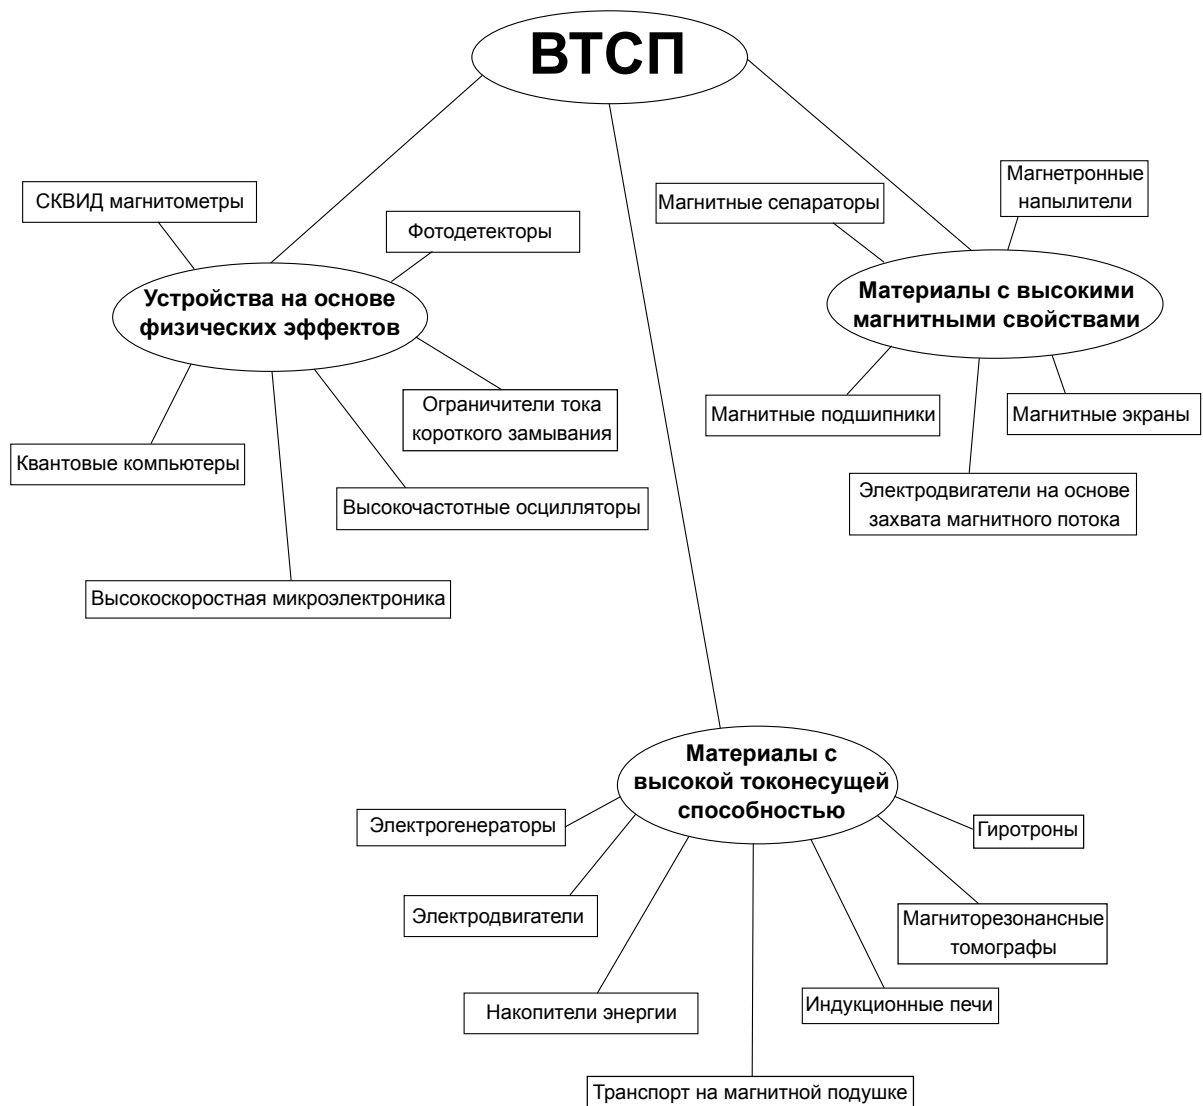 ВТСП
СКВИД магнитометры
Фотодетекторы
Устройства на основе
физических эффектов
Ограничители тока
короткого замывания
Квантовые компьютеры
Высокочастотные осцилляторы
Высокоскоростная микроэлектроника
Магнитные сепараторы
Магнетронные
напылители
Материалы с высокими
магнитными свойствами
Магнитные подшипники
Магнитные экраны
Электродвигатели на основе
захвата магнитного потока
Материалы с
высокой токонесущей
способностью
Электрогенераторы
Гиротроны
Электродвигатели
Магниторезонансные
томографы
Накопители энергии
Индукционные печи
Транспорт на магнитной подушке